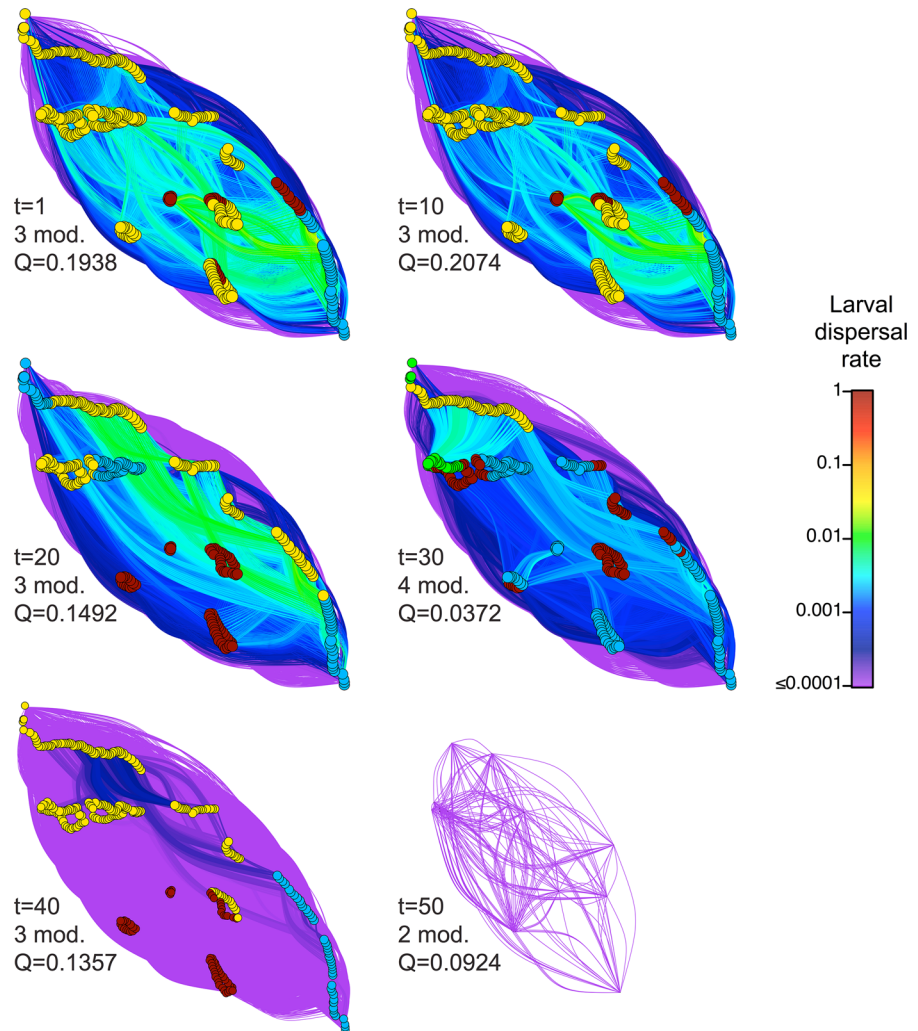 t=1
3 mod.
Q=0.1938
t=10
3 mod.
Q=0.2074
Larval
dispersal
rate
1
0.1
0.01
0.001
≤0.0001
t=20
3 mod.
Q=0.1492
t=30
4 mod.
Q=0.0372
t=40
3 mod.
Q=0.1357
t=50
2 mod.
Q=0.0924